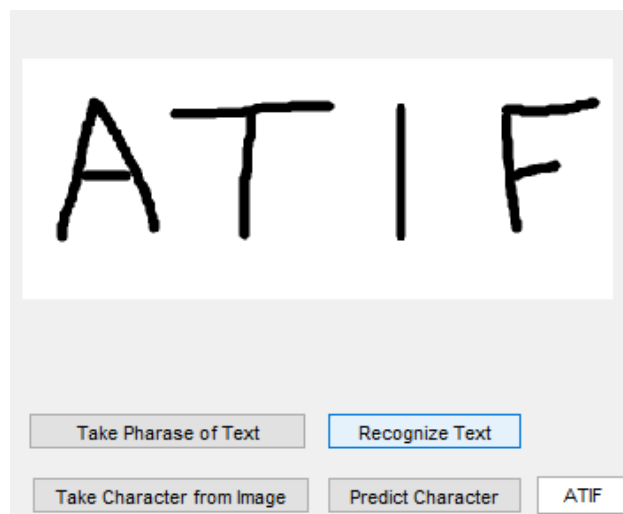 ATIF
Take Pharase of Text Recognize Text
Take Character from Image Predict Character ATIF